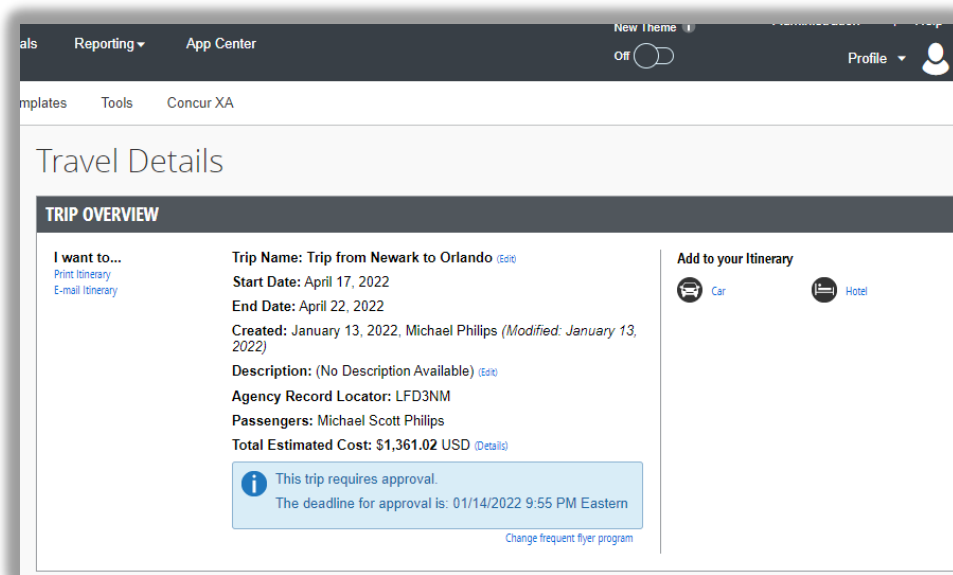 als Reporting App Center
New Theme
Off
Profile
mplates Tools Concur XA
Travel Details
TRIP OVERVIEW
I want to...
Print Itinerary
E-mail Itinerary
Trip Name: Trip from Newark to Orlando (Edit)
Start Date: April 17, 2022
End Date: April 22, 2022
Created: January 13, 2022, Michael Philips (Modified: January 13,
2022)
Description: (No Description Available) (Edit)
Agency Record Locator: LFD3NM
Passengers: Michael Scott Philips
Total Estimated Cost: $1,361.02 USD (Details)
This trip requires approval.
The deadline for approval is: 01/14/2022 9:55 PM Eastern
Change frequent flyer program
Add to your Itinerary
Car
Hotel